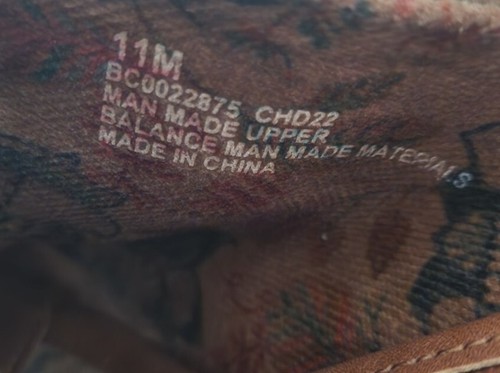 11M
BC0022875 CHD22
MAN MADE UPPER
BALANCE MAN MADE MATERIALS
MADE IN CHINA